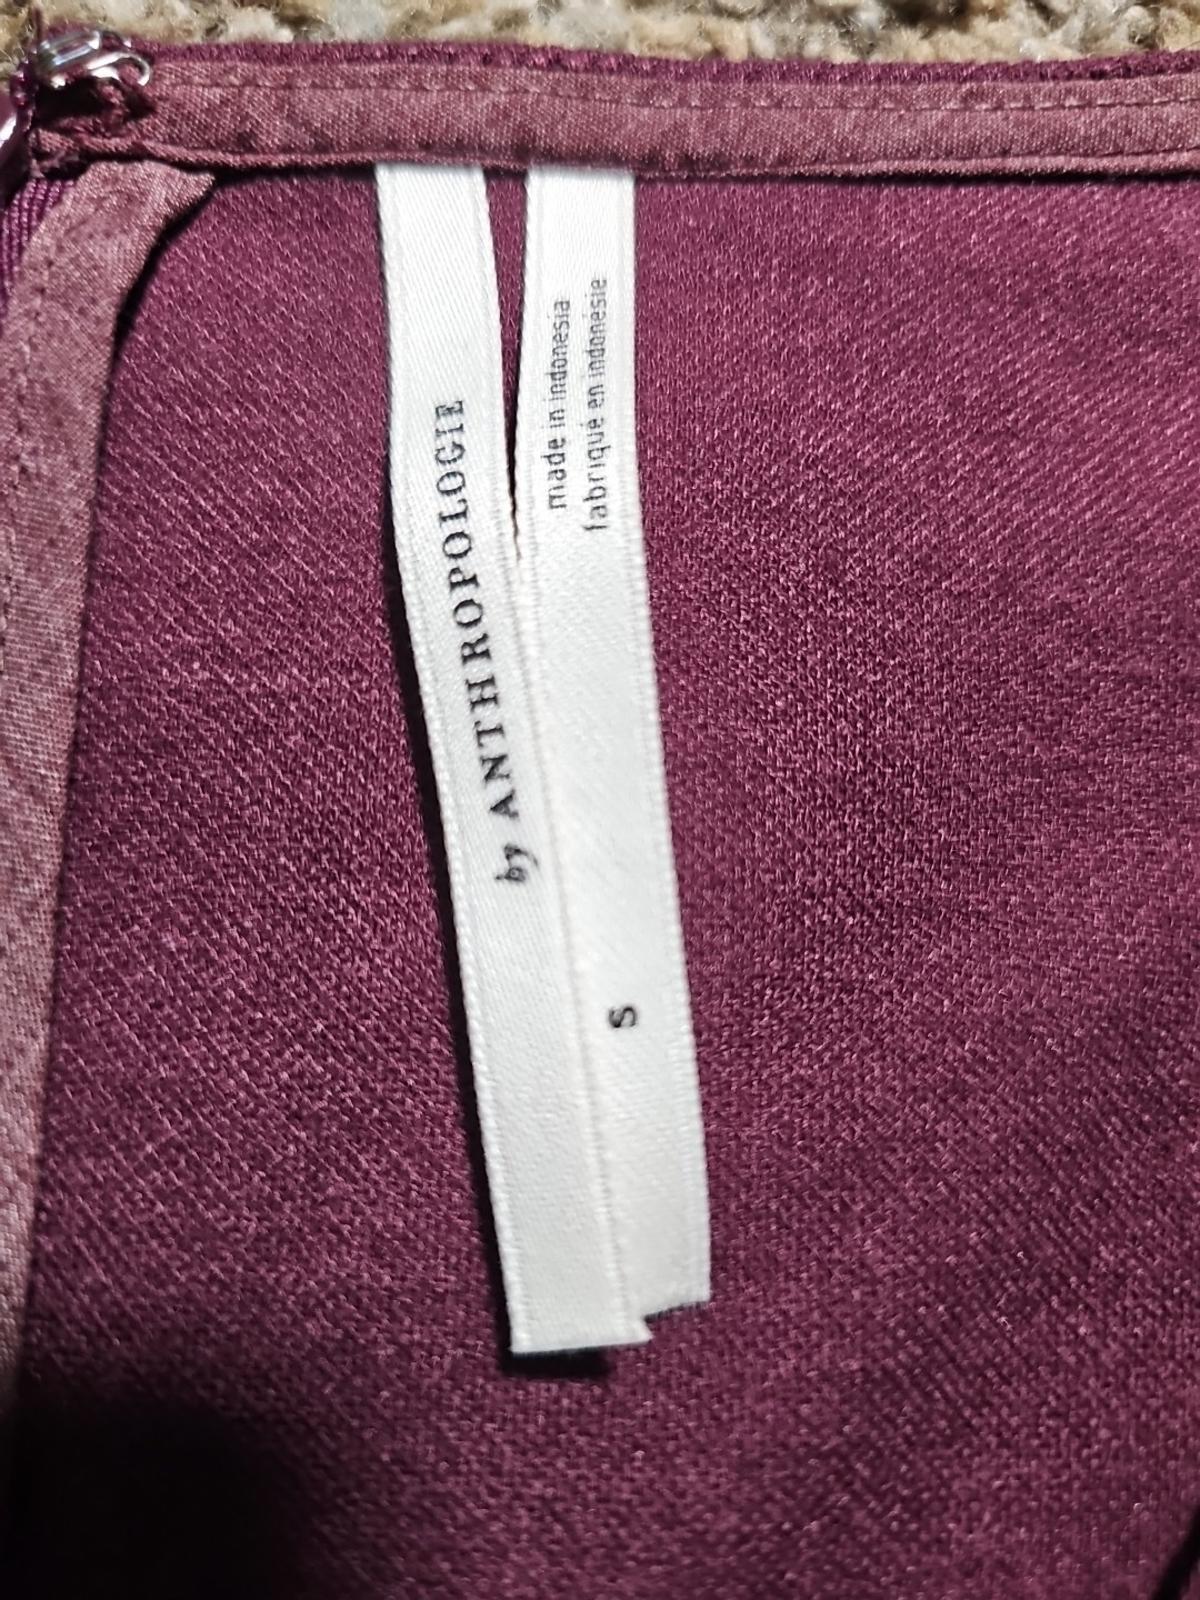 by ANTHROPOLOGIE
made in indonesia
fabriqué en indonésie
S